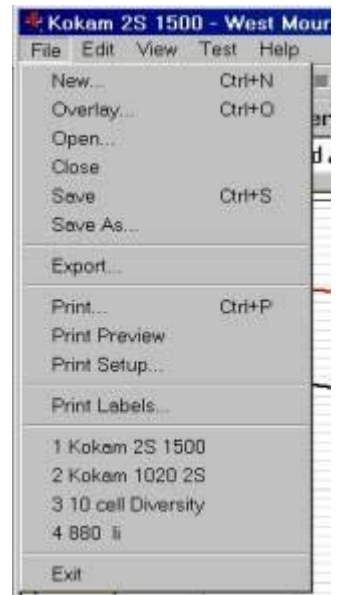 Kokam 2S 1500 - West Mour
File Edit View Test Help
New... Ctrl+N
Overlay... Ctrl+O
Open...
Close
Save Ctrl+S
Save As...
Export...
Print... Ctrl+P
Print Preview
Print Setup...
Print Labels...
1 Kokam 2S 1500
2 Kokam 1020 2S
3 10 cell Diversity
4 880 li
Exit